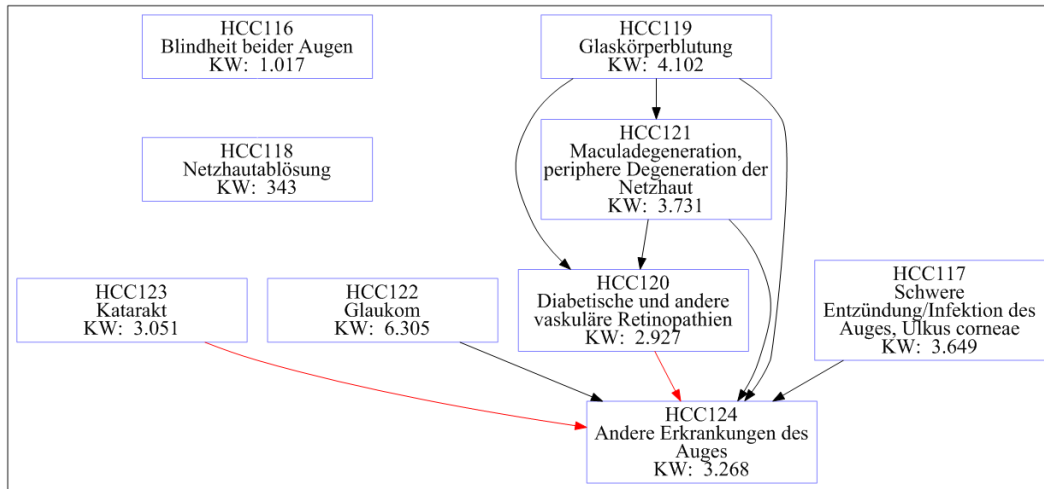 HCC116
Blindheit beider Augen
KW: 1.017
HCC119
Glaskörperblutung
KW: 4.102
HCC118
Netzhautablösung
KW: 343
HCC121
Maculadegeneration,
periphere Degeneration der
Netzhaut
KW: 3.731
HCC123
Katarakt
KW: 3.051
HCC122
Glaukom
KW: 6.305
HCC120
Diabetische und andere
vaskuläre Retinopathien
KW: 2.927
HCC117
Schwere
Entzündung/Infektion des
Auges, Ulkus corneae
KW: 3.649
HCC124
Andere Erkrankungen des
Auges
KW: 3.268